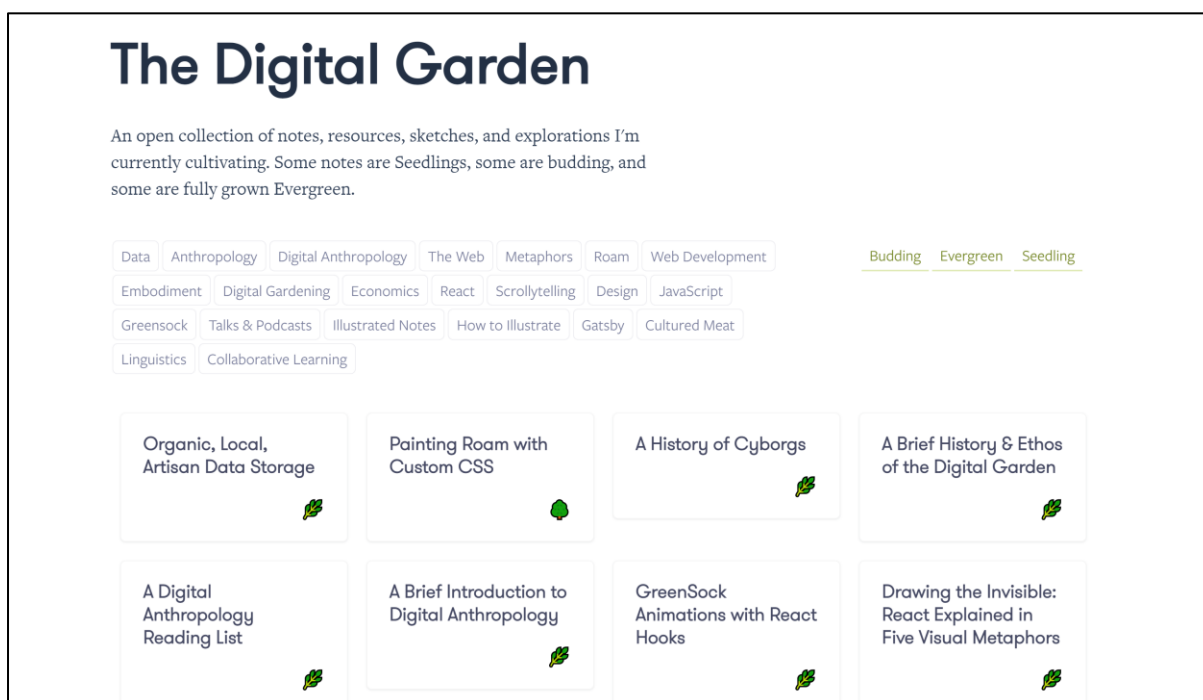 The Digital Garden
An open collection of notes, resources, sketches, and explorations I'm
currently cultivating. Some notes are Seedlings, some are budding, and
some are fully grown Evergreen.
Data Anthropology Digital Anthropology The Web Metaphors Roam Web Development
Embodiment Digital Gardening Economics React Scrollytelling Design JavaScript
Greensock Talks & Podcasts Illustrated Notes How to Illustrate Gatsby Cultured Meat
Linguistics Collaborative Learning
Budding Evergreen Seedling
Organic, Local,
Artisan Data Storage
Painting Roam with
Custom CSS
A History of Cyborgs
A Brief History & Ethos
of the Digital Garden
A Digital
Anthropology
Reading List
A Brief Introduction to
Digital Anthropology
GreenSock
Animations with React
Hooks
Drawing the Invisible:
React Explained in
Five Visual Metaphors